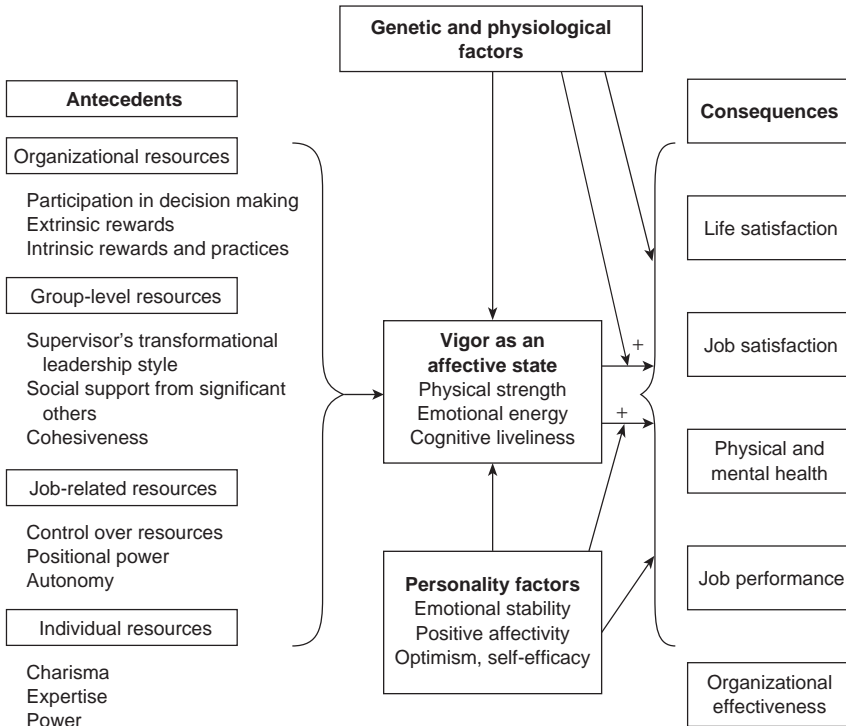 Genetic and physiological
factors
Antecedents
Organizational resources
Participation in decision making
Extrinsic rewards
Intrinsic rewards and practices
Group-level resources
Supervisor's transformational
leadership style
Social support from significant
others
Cohesiveness
Job-related resources
Control over resources
Positional power
Autonomy
Individual resources
Charisma
Expertise
Power
Vigor as an
affective state
Physical strength
Emotional energy
Cognitive liveliness
+
+
Personality factors
Emotional stability
Positive affectivity
Optimism, self-efficacy
Consequences
Life satisfaction
Job satisfaction
Physical and
mental health
Job performance
Organizational
effectiveness